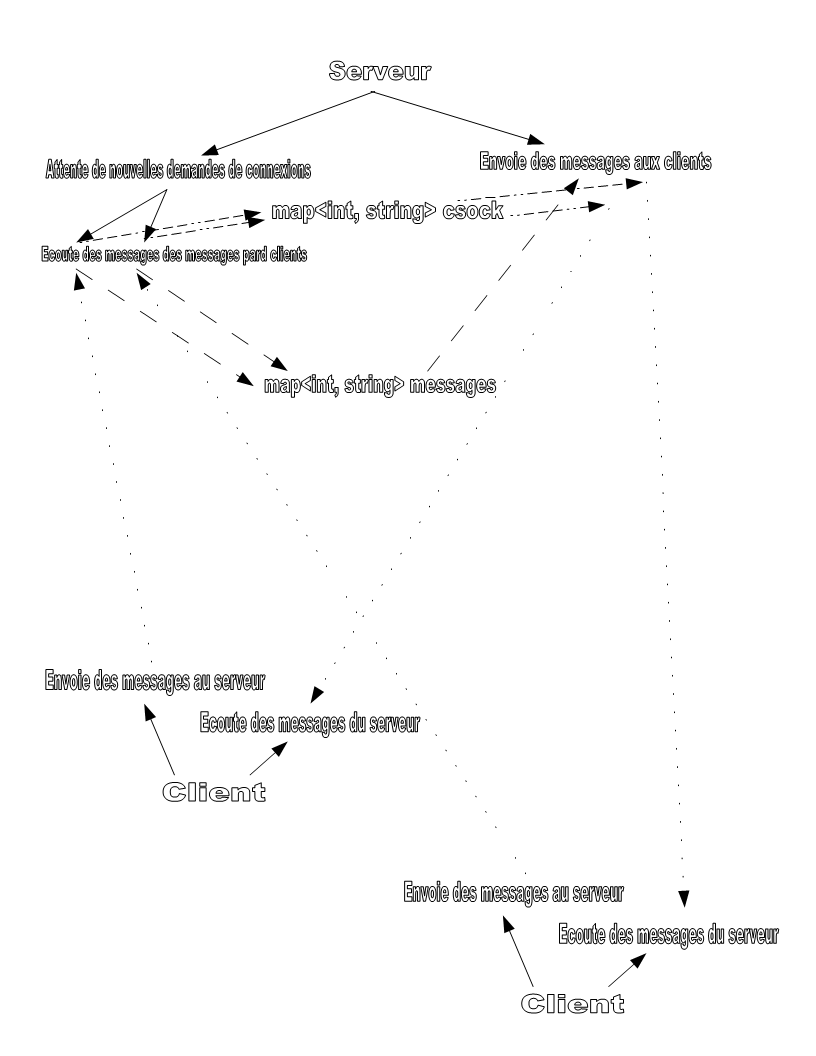 Serveur
Attente de nouvelles demandes de connexions
Envoie des messages aux clients
map<int, string> csock
Ecoute des messages des messages pard clients
map<int, string> messages
Envoie des messages au serveur
Ecoute des messages du serveur
Client
Envoie des messages au serveur
Ecoute des messages du serveur
Client